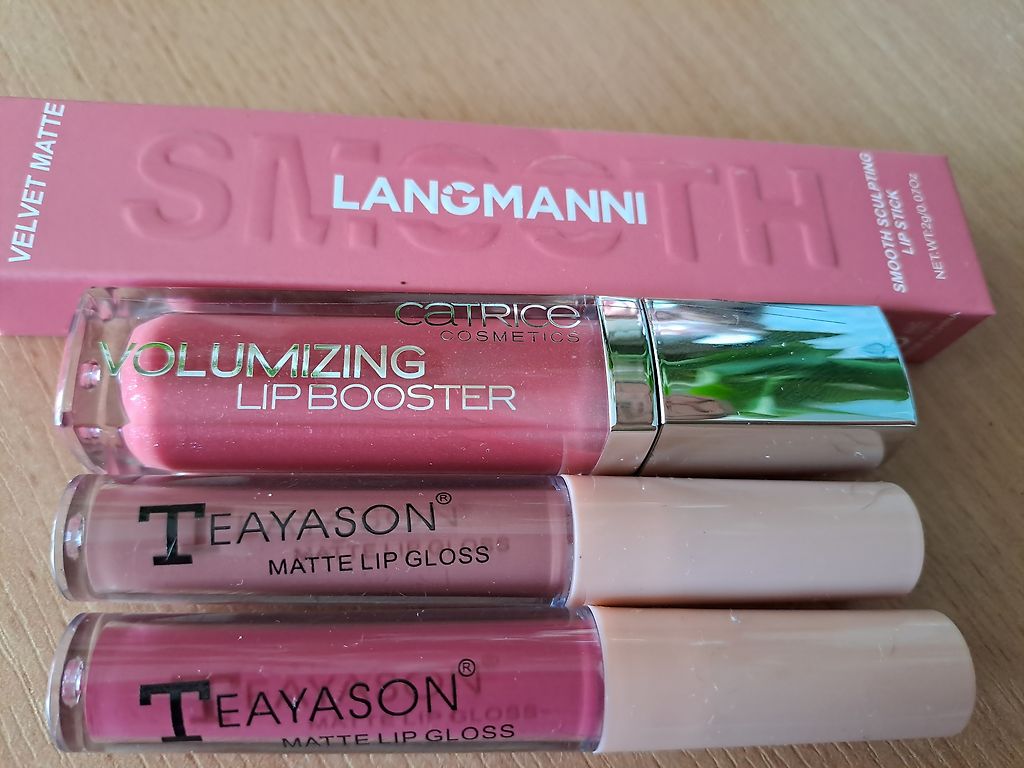 VELVET MATTE
SMOOTH
LANGMANNI
SMOOTH SCULPTING
LIP STICK
NET.WT:2g/0.07Oz
CATRICE
COSMETICS
VOLUMIZING
LIP BOOSTER
TEAYASON®
MATTE LIP GLOSS
TEAYASON®
MATTE LIP GLOSS